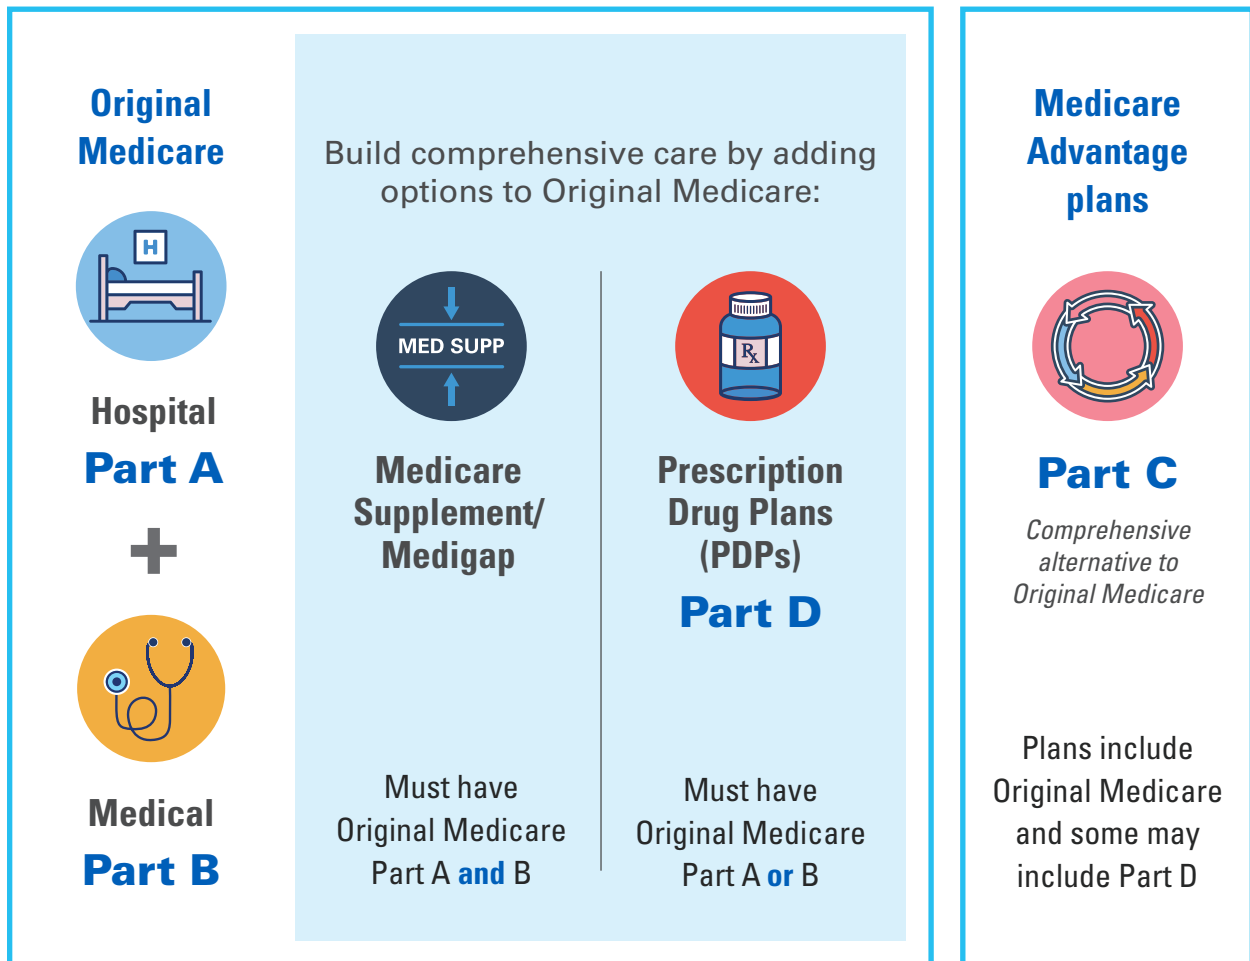 Original
Medicare
H
Hospital
Part A
+
Medical
Part B
Build comprehensive care by adding
options to Original Medicare:
MED SUPP
Medicare
Supplement/
Medigap
Must have
Original Medicare
Part A and B
Rx
Prescription
Drug Plans
(PDPs)
Part D
Must have
Original Medicare
Part A or B
Medicare
Advantage
plans
Part C
Comprehensive
alternative to
Original Medicare
Plans include
Original Medicare
and some may
include Part D